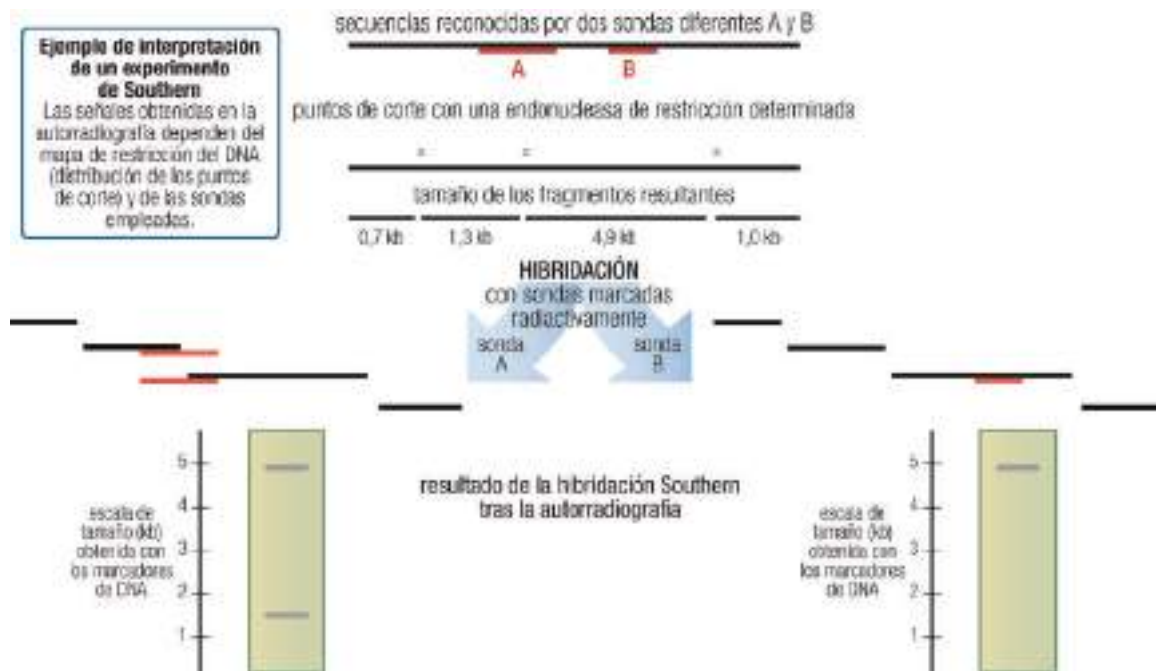 Ejemplo de interpretación
de un experimento
de Southern
Las señales obtenidas en la
autorradiografía dependen del
mapa de restricción del DNA
(distribución de los puntos
de corte) y de las sondas
empleadas.
secuencias reconocidas por dos sondas diferentes A y B
A B
puntos de corte con una endonucleasa de restricción determinada
tamaño de los fragmentos resultantes
0,7 kb 1,3 kb 4,9 kb 1,0 kb
HIBRIDACIÓN
con sondas marcadas
radiactivamente
sonda
A
sonda
B
5
4
3
2
1
escala de
tamaño (kb)
obtenida con
los marcadores
de DNA
resultado de la hibridación Southern
tras la autorradiografía
escala de
tamaño (kb)
obtenida con
los marcadores
de DNA
5
4
3
2
1